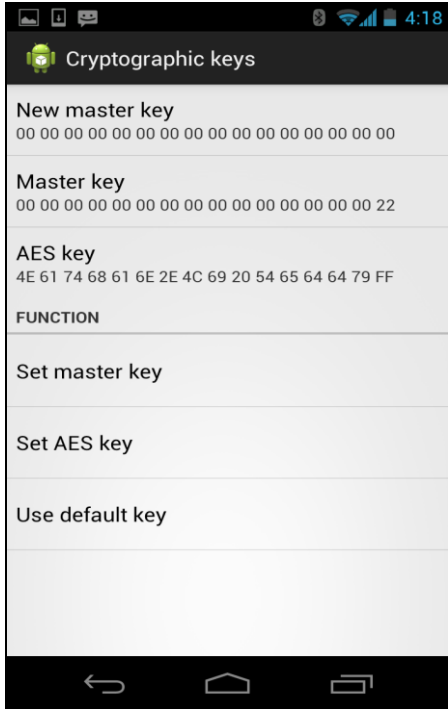 4:18
Cryptographic keys
New master key
00 00 00 00 00 00 00 00 00 00 00 00 00 00 00 00
Master key
00 00 00 00 00 00 00 00 00 00 00 00 00 00 00 22
AES key
4E 61 74 68 61 6E 2E 4C 69 20 54 65 64 64 79 FF
FUNCTION
Set master key
Set AES key
Use default key